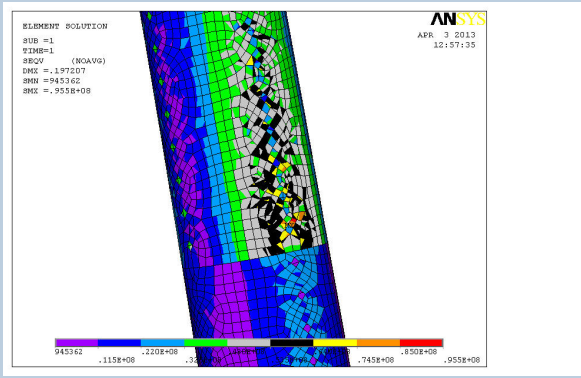 ELEMENT SOLUTION
SUB =1
TIME=1
SEQV (NOAVG)
DMX =.197207
SMN =945362
SMX =.955E+08
ANSYS
APR 3 2013
12:57:35
945362 .220E+08 .850E+08
.115E+08 .745E+08 .955E+08